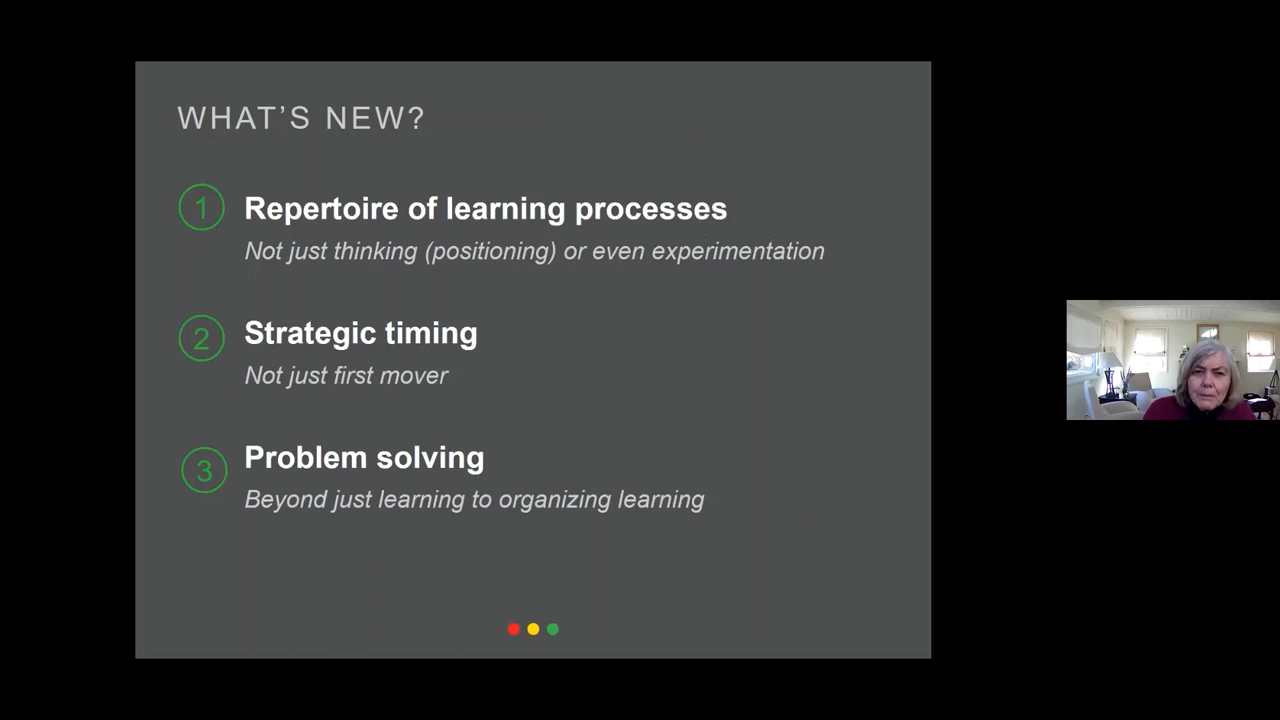 WHAT’S NEW?
1 Repertoire of learning processes
Not just thinking (positioning) or even experimentation
2 Strategic timing
Not just first mover
3 Problem solving
Beyond just learning to organizing learning